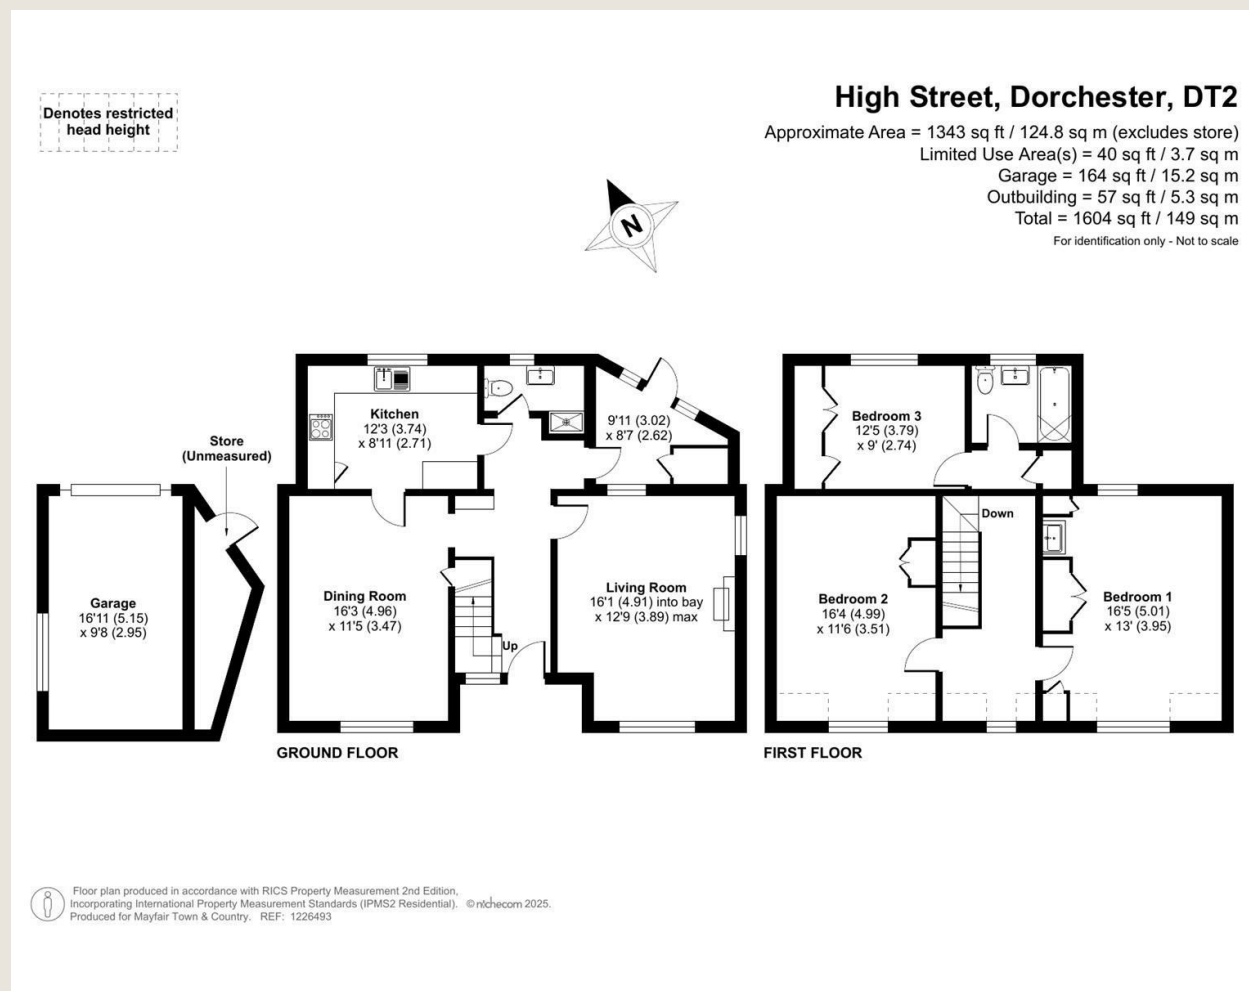 Denotes restricted
head height
High Street, Dorchester, DT2
Approximate Area = 1343 sq ft / 124.8 sq m (excludes store)
Limited Use Area(s) = 40 sq ft / 3.7 sq m
Garage = 164 sq ft / 15.2 sq m
Outbuilding = 57 sq ft / 5.3 sq m
Total = 1604 sq ft / 149 sq m
For identification only - Not to scale
N
Store
(Unmeasured)
Garage
16'11 (5.15)
x 9'8 (2.95)
Kitchen
12'3 (3.74)
x 8'11 (2.71)
9'11 (3.02)
x 8'7 (2.62)
Dining Room
16'3 (4.96)
x 11'5 (3.47)
Up
Living Room
16'1 (4.91) into bay
x 12'9 (3.89) max
GROUND FLOOR
Bedroom 3
12'5 (3.79)
x 9' (2.74)
Down
Bedroom 2
16'4 (4.99)
x 11'6 (3.51)
Bedroom 1
16'5 (5.01)
x 13' (3.95)
FIRST FLOOR
Floor plan produced in accordance with RICS Property Measurement 2nd Edition,
Incorporating International Property Measurement Standards (IPMS2 Residential). © nichecom 2025.
Produced for Mayfair Town & Country. REF: 1226493